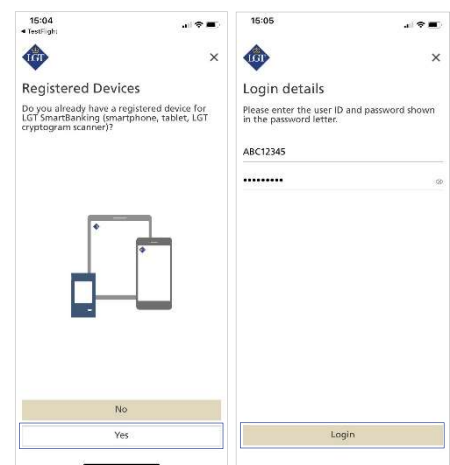 15:04
◀ TestFlight
LGT
Registered Devices
Do you already have a registered device for
LGT SmartBanking (smartphone, tablet, LGT
cryptogram scanner)?
No
Yes
15:05
LGT
Login details
Please enter the user ID and password shown
in the password letter.
ABC12345
•••••••••
Login